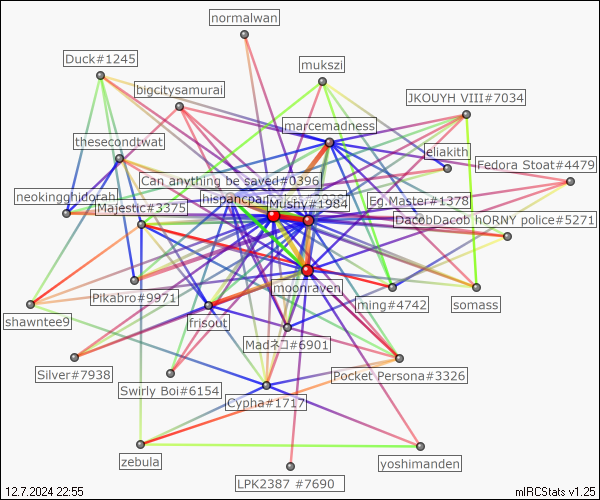 normalwan
Duck#1245
mukszi
bigcitysamurai
JKOUYH VIII#7034
marcemadness
thesecondtwat
eliakith
Fedora Stoat#4479
Can anything be saved#0396
neokingghidorah
hispancpan
Mushy#1984
Eg.Master#1378
Majestic#3375
DacobDacob hORNY police#5271
moonraven
Pikabro#9971
ming#4742
somass
shawntee9
frisout
Madネコ#6901
Silver#7938
Swirly Boi#6154
Pocket Persona#3326
Cypha#1717
zebula
yoshimanden
LPK2387 #7690
12.7.2024 22:55
mIRCStats v1.25